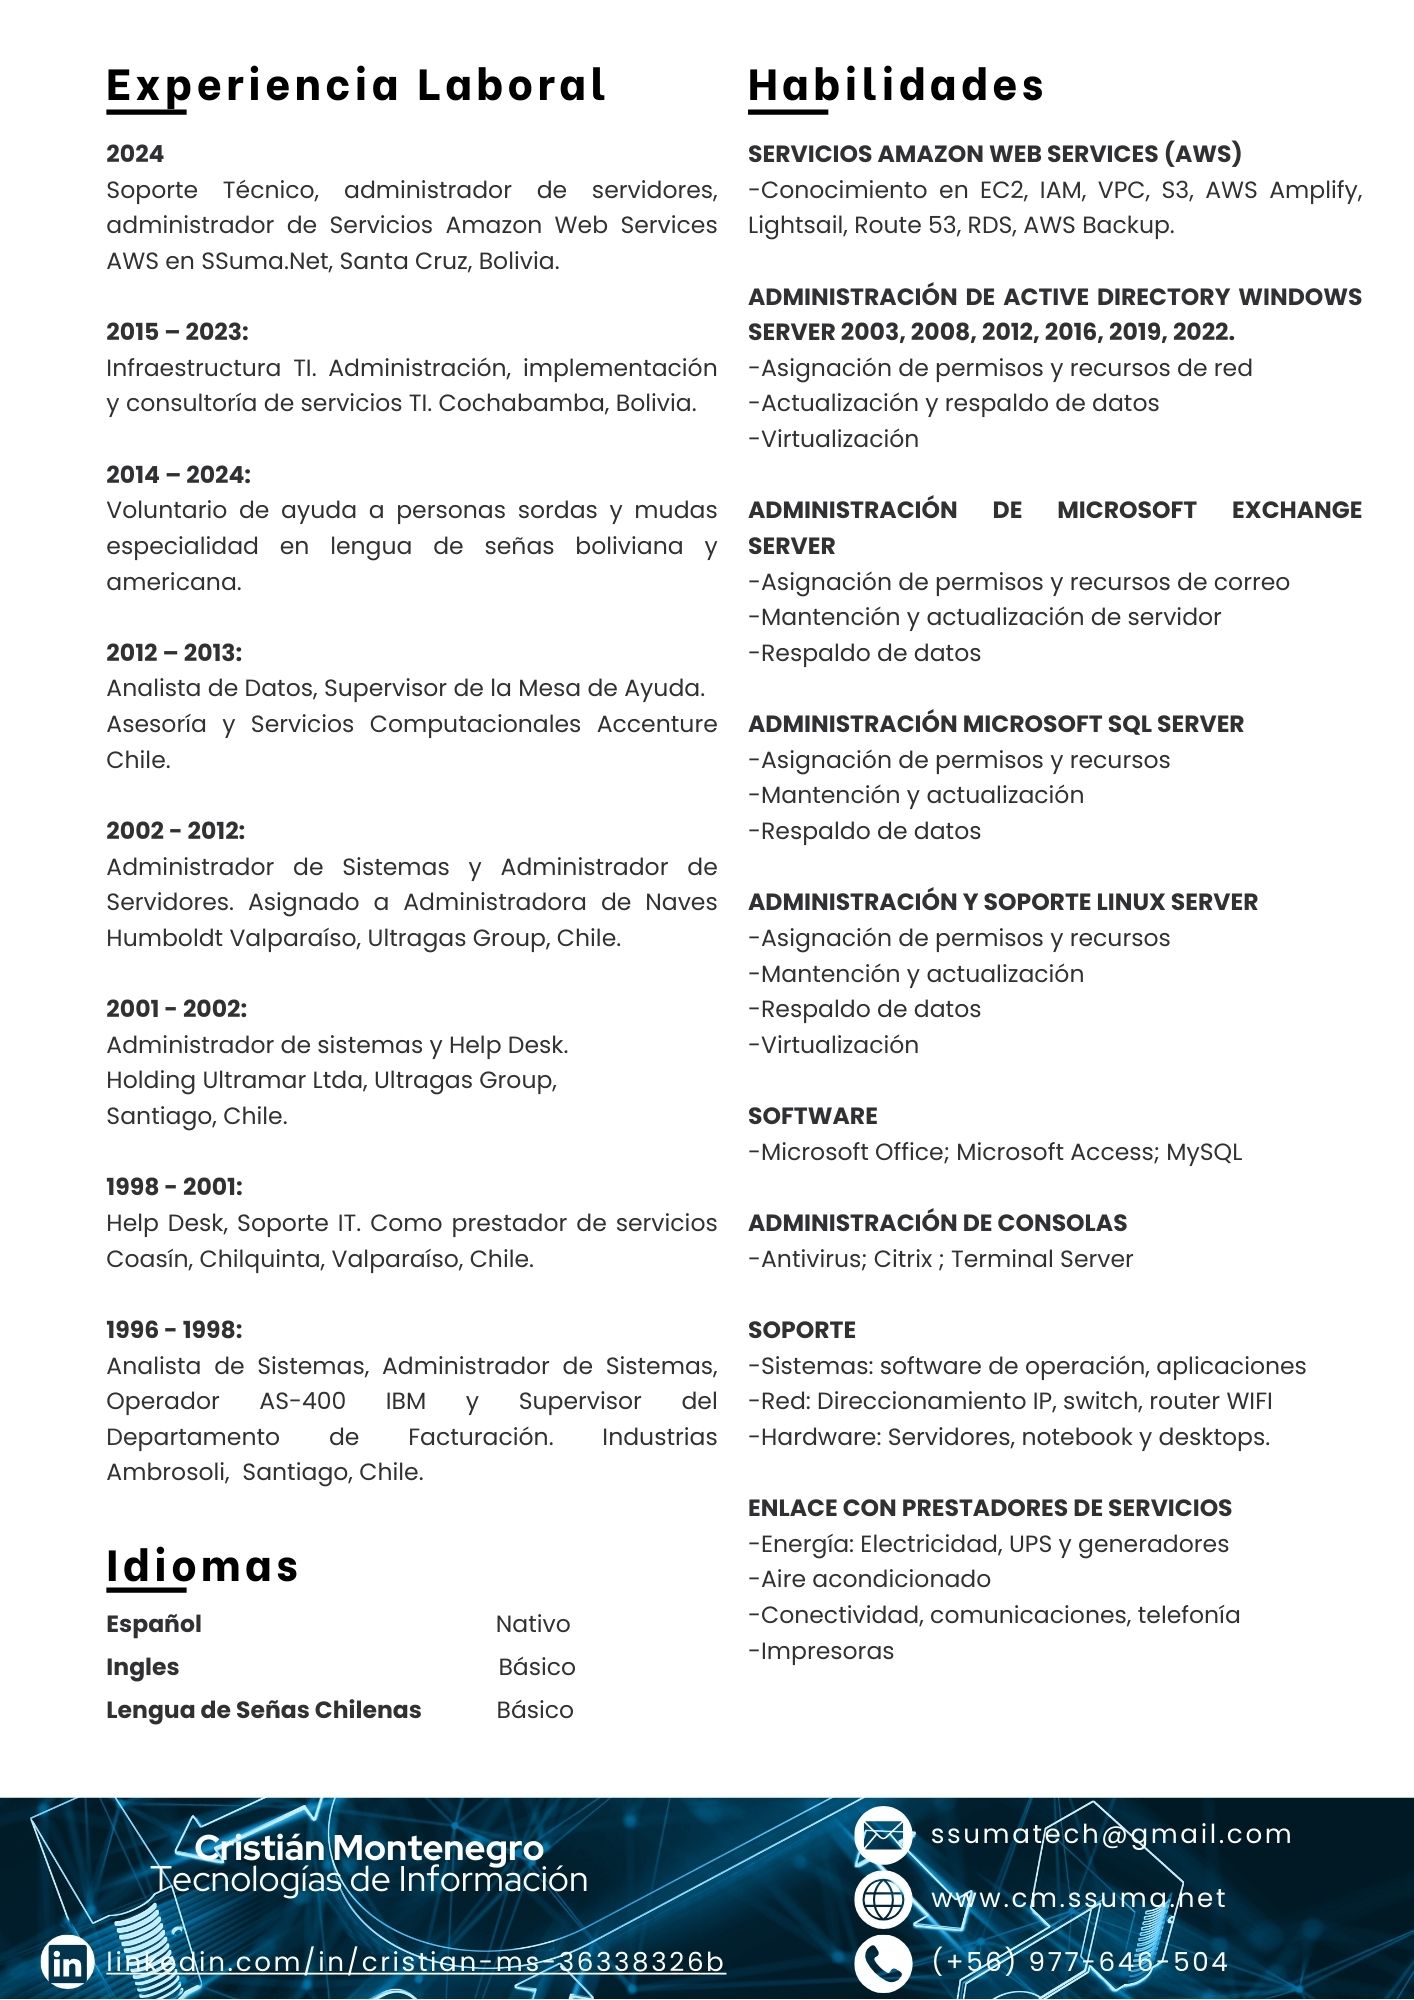 Experiencia Laboral
2024
Soporte Técnico, administrador de servidores,
administrador de Servicios Amazon Web Services
AWS en SSuma.Net, Santa Cruz, Bolivia.
2015 – 2023:
Infraestructura TI. Administración, implementación
y consultoría de servicios TI. Cochabamba, Bolivia.
2014 – 2024:
Voluntario de ayuda a personas sordas y mudas
especialidad en lengua de señas boliviana y
americana.
2012 – 2013:
Analista de Datos, Supervisor de la Mesa de Ayuda.
Asesoría y Servicios Computacionales Accenture
Chile.
2002 - 2012:
Administrador de Sistemas y Administrador de
Servidores. Asignado a Administradora de Naves
Humboldt Valparaíso, Ultragas Group, Chile.
2001 - 2002:
Administrador de sistemas y Help Desk.
Holding Ultramar Ltda, Ultragas Group,
Santiago, Chile.
1998 - 2001:
Help Desk, Soporte IT. Como prestador de servicios
Coasín, Chilquinta, Valparaíso, Chile.
1996 - 1998:
Analista de Sistemas, Administrador de Sistemas,
Operador AS-400 IBM y Supervisor del
Departamento de Facturación. Industrias
Ambrosoli, Santiago, Chile.
Idiomas
Español Nativo
Ingles Básico
Lengua de Señas Chilenas Básico
Habilidades
SERVICIOS AMAZON WEB SERVICES (AWS)
-Conocimiento en EC2, IAM, VPC, S3, AWS Amplify,
Lightsail, Route 53, RDS, AWS Backup.
ADMINISTRACIÓN DE ACTIVE DIRECTORY WINDOWS
SERVER 2003, 2008, 2012, 2016, 2019, 2022.
-Asignación de permisos y recursos de red
-Actualización y respaldo de datos
-Virtualización
ADMINISTRACIÓN DE MICROSOFT EXCHANGE
SERVER
-Asignación de permisos y recursos de correo
-Mantención y actualización de servidor
-Respaldo de datos
ADMINISTRACIÓN MICROSOFT SQL SERVER
-Asignación de permisos y recursos
-Mantención y actualización
-Respaldo de datos
ADMINISTRACIÓN Y SOPORTE LINUX SERVER
-Asignación de permisos y recursos
-Mantención y actualización
-Respaldo de datos
-Virtualización
SOFTWARE
-Microsoft Office; Microsoft Access; MySQL
ADMINISTRACIÓN DE CONSOLAS
-Antivirus; Citrix ; Terminal Server
SOPORTE
-Sistemas: software de operación, aplicaciones
-Red: Direccionamiento IP, switch, router WIFI
-Hardware: Servidores, notebook y desktops.
ENLACE CON PRESTADORES DE SERVICIOS
-Energía: Electricidad, UPS y generadores
-Aire acondicionado
-Conectividad, comunicaciones, telefonía
-Impresoras
Cristián Montenegro
Tecnologías de Información
in linkedin.com/in/cristian-ms-36338326b
ssumatech@gmail.com
www.cm.ssuma.net
(+56) 977-646-504